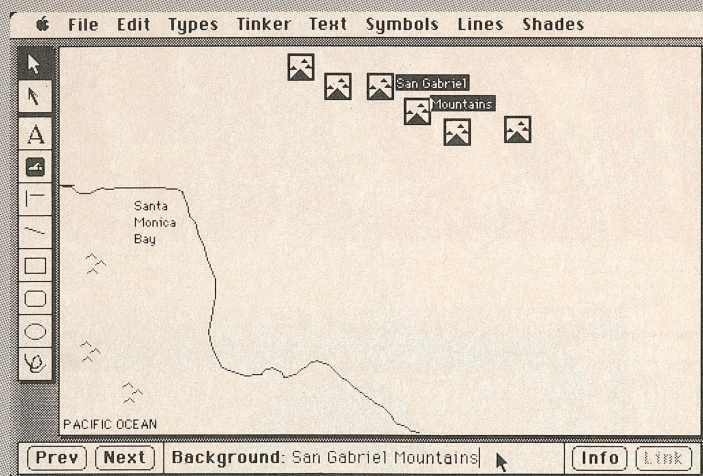 File Edit Types Tinker Text Symbols Lines Shades
San Gabriel
Mountains
A
Santa
Monica
Bay
PACIFIC OCEAN
Prev Next Background: San Gabriel Mountains Info Link